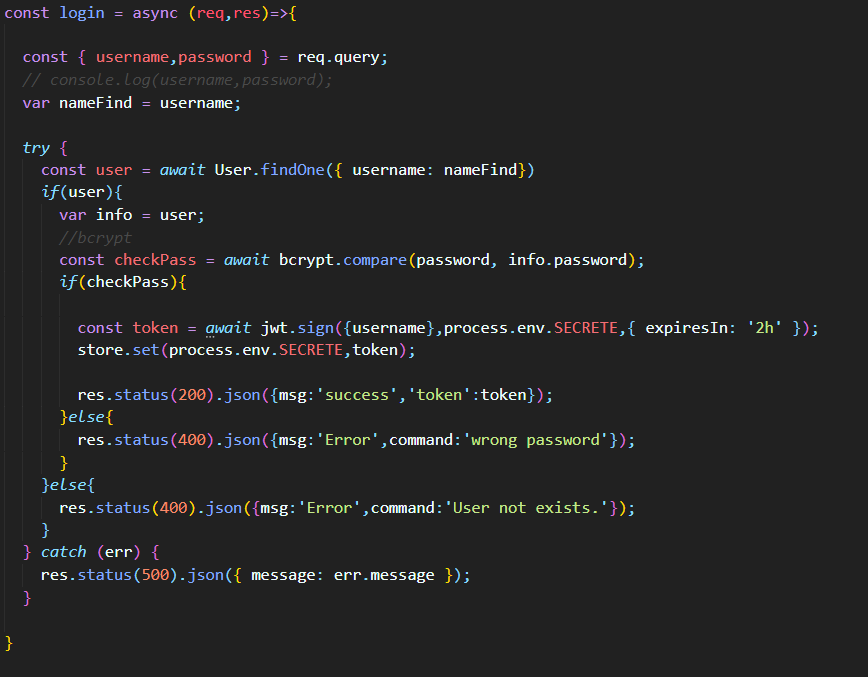 const login = async (req,res)=>{
const { username,password } = req.query;
// console.log(username,password);
var nameFind = username;
try {
const user = await User.findOne({ username: nameFind})
if(user){
var info = user;
//bcrypt
const checkPass = await bcrypt.compare(password, info.password);
if(checkPass){
const token = await jwt.sign({username},process.env.SECRETE,{ expiresIn: '2h' });
store.set(process.env.SECRETE,token);
res.status(200).json({msg:'success','token':token});
}else{
res.status(400).json({msg:'Error',command:'wrong password'});
}
}else{
res.status(400).json({msg:'Error',command:'User not exists.'});
}
} catch (err) {
res.status(500).json({ message: err.message });
}
}